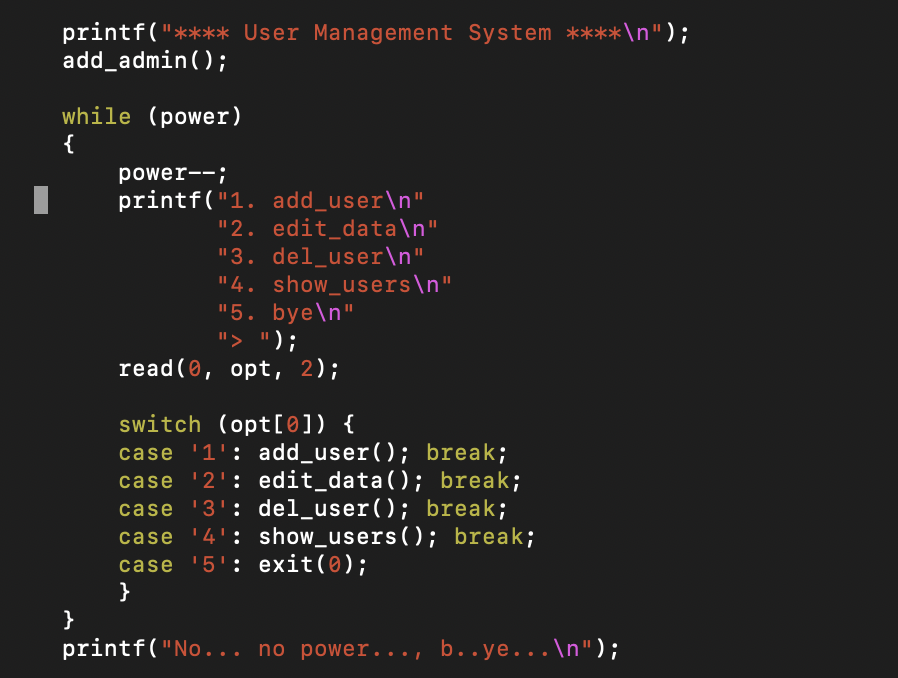 printf("**** User Management System ****\n");
add_admin();
while (power)
{
power--;
printf("1. add_user\n"
"2. edit_data\n"
"3. del_user\n"
"4. show_users\n"
"5. bye\n"
"> ");
read(0, opt, 2);
switch (opt[0]) {
case '1': add_user(); break;
case '2': edit_data(); break;
case '3': del_user(); break;
case '4': show_users(); break;
case '5': exit(0);
}
}
printf("No... no power..., b..ye...\n");